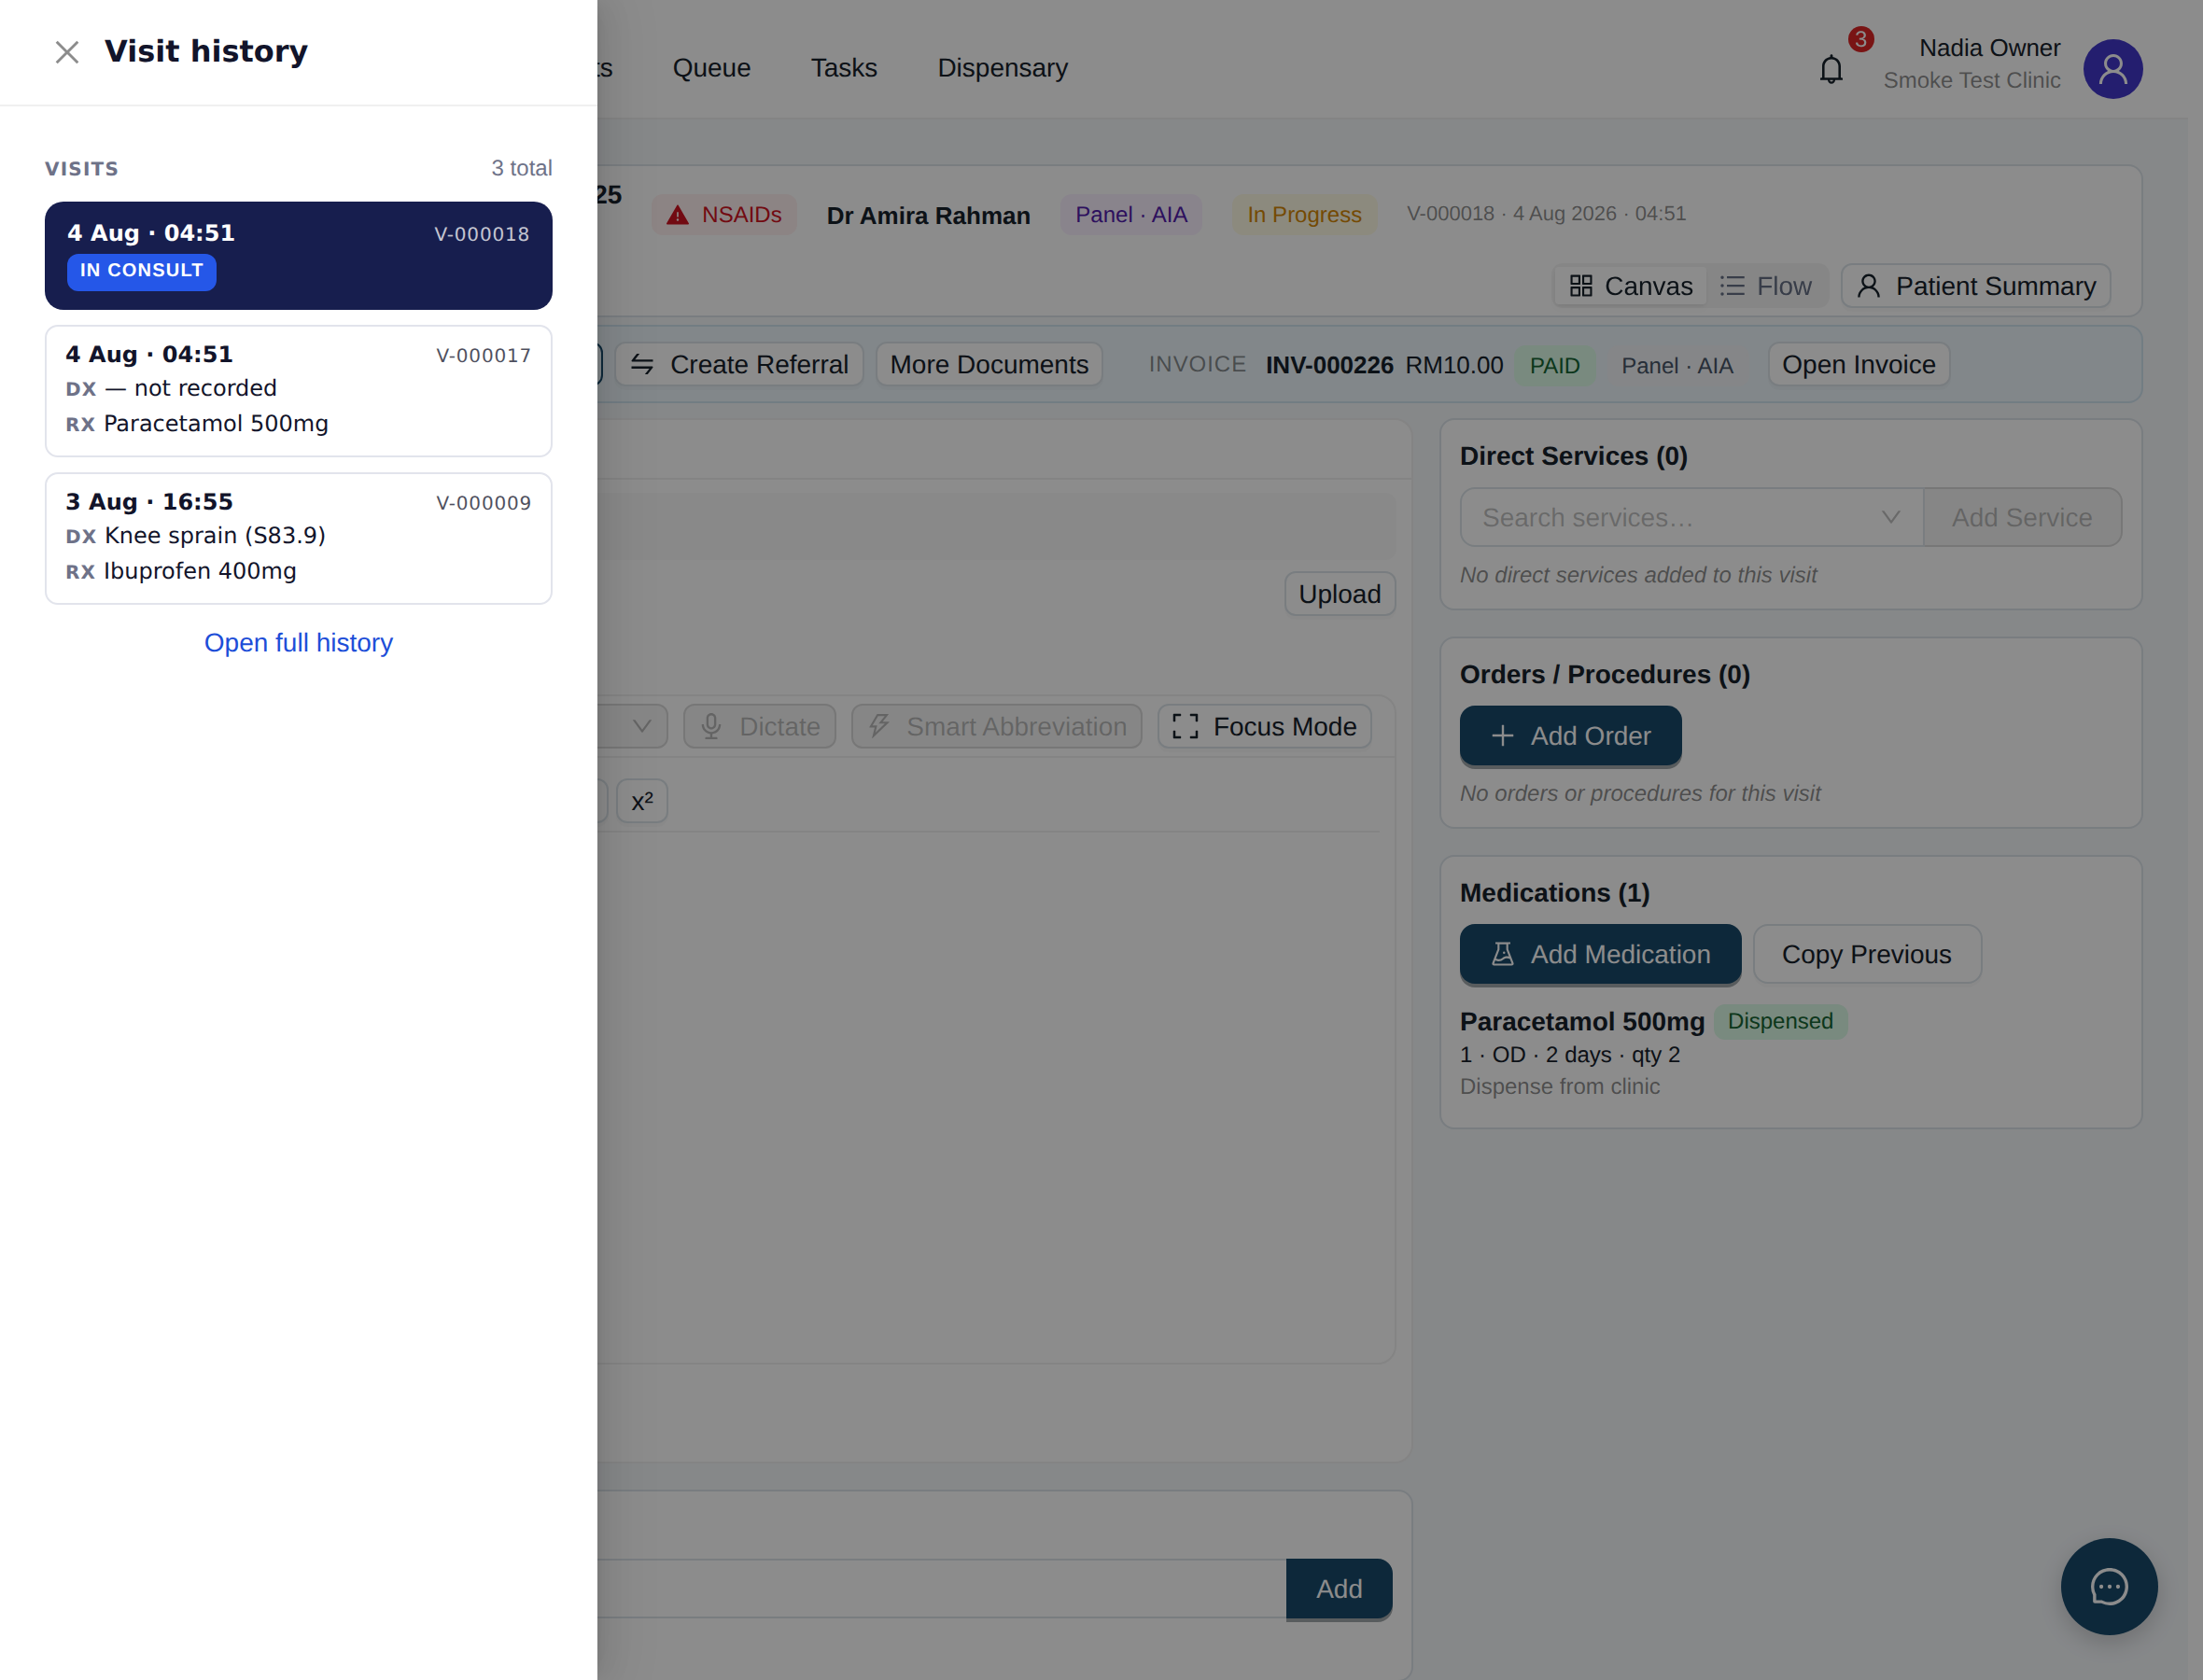 Visit history
VISITS 3 total
4 Aug · 04:51 V-000018
IN CONSULT
4 Aug · 04:51 V-000017
DX — not recorded
RX Paracetamol 500mg
3 Aug · 16:55 V-000009
DX Knee sprain (S83.9)
RX Ibuprofen 400mg
Open full history
Queue Tasks Dispensary
3
Nadia Owner
Smoke Test Clinic
25 NSAIDs Dr Amira Rahman Panel · AIA In Progress V-000018 · 4 Aug 2026 · 04:51
Canvas Flow Patient Summary
Create Referral More Documents INVOICE INV-000226 RM10.00 PAID Panel · AIA Open Invoice
Upload
Dictate Smart Abbreviation Focus Mode
x²
Add
Direct Services (0)
Search services… Add Service
No direct services added to this visit
Orders / Procedures (0)
Add Order
No orders or procedures for this visit
Medications (1)
Add Medication Copy Previous
Paracetamol 500mg Dispensed
1 · OD · 2 days · qty 2
Dispense from clinic